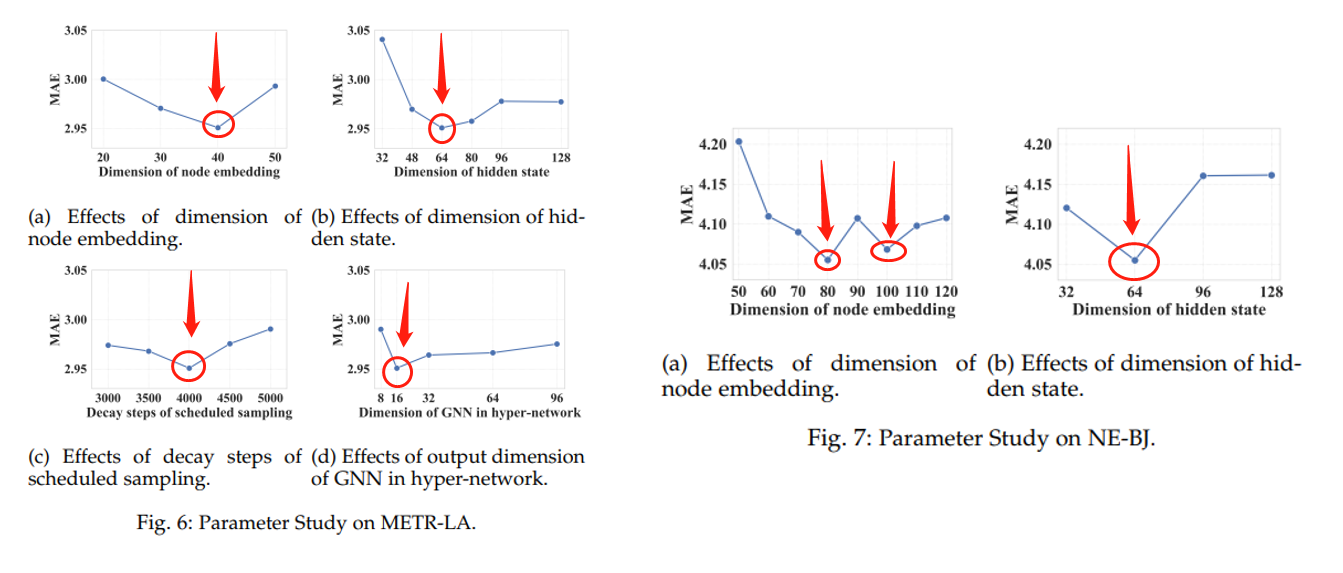 3.05
3.00
2.95
MAE
20 30 40 50
Dimension of node embedding
(a) Effects of dimension of
node embedding.
3.05
3.00
2.95
MAE
32 48 64 80 96 128
Dimension of hidden state
(b) Effects of dimension of hid-
den state.
3.05
3.00
2.95
MAE
3000 3500 4000 4500 5000
Decay steps of scheduled sampling
(c) Effects of decay steps of
scheduled sampling.
3.05
3.00
2.95
MAE
8 16 32 64 96
Dimension of GNN in hyper-network
(d) Effects of output dimension
of GNN in hyper-network.
Fig. 6: Parameter Study on METR-LA.
4.20
4.15
4.10
4.05
MAE
50 60 70 80 90 100 110 120
Dimension of node embedding
(a) Effects of dimension of
node embedding.
4.20
4.15
4.10
4.05
MAE
32 64 96 128
Dimension of hidden state
(b) Effects of dimension of hid-
den state.
Fig. 7: Parameter Study on NE-BJ.